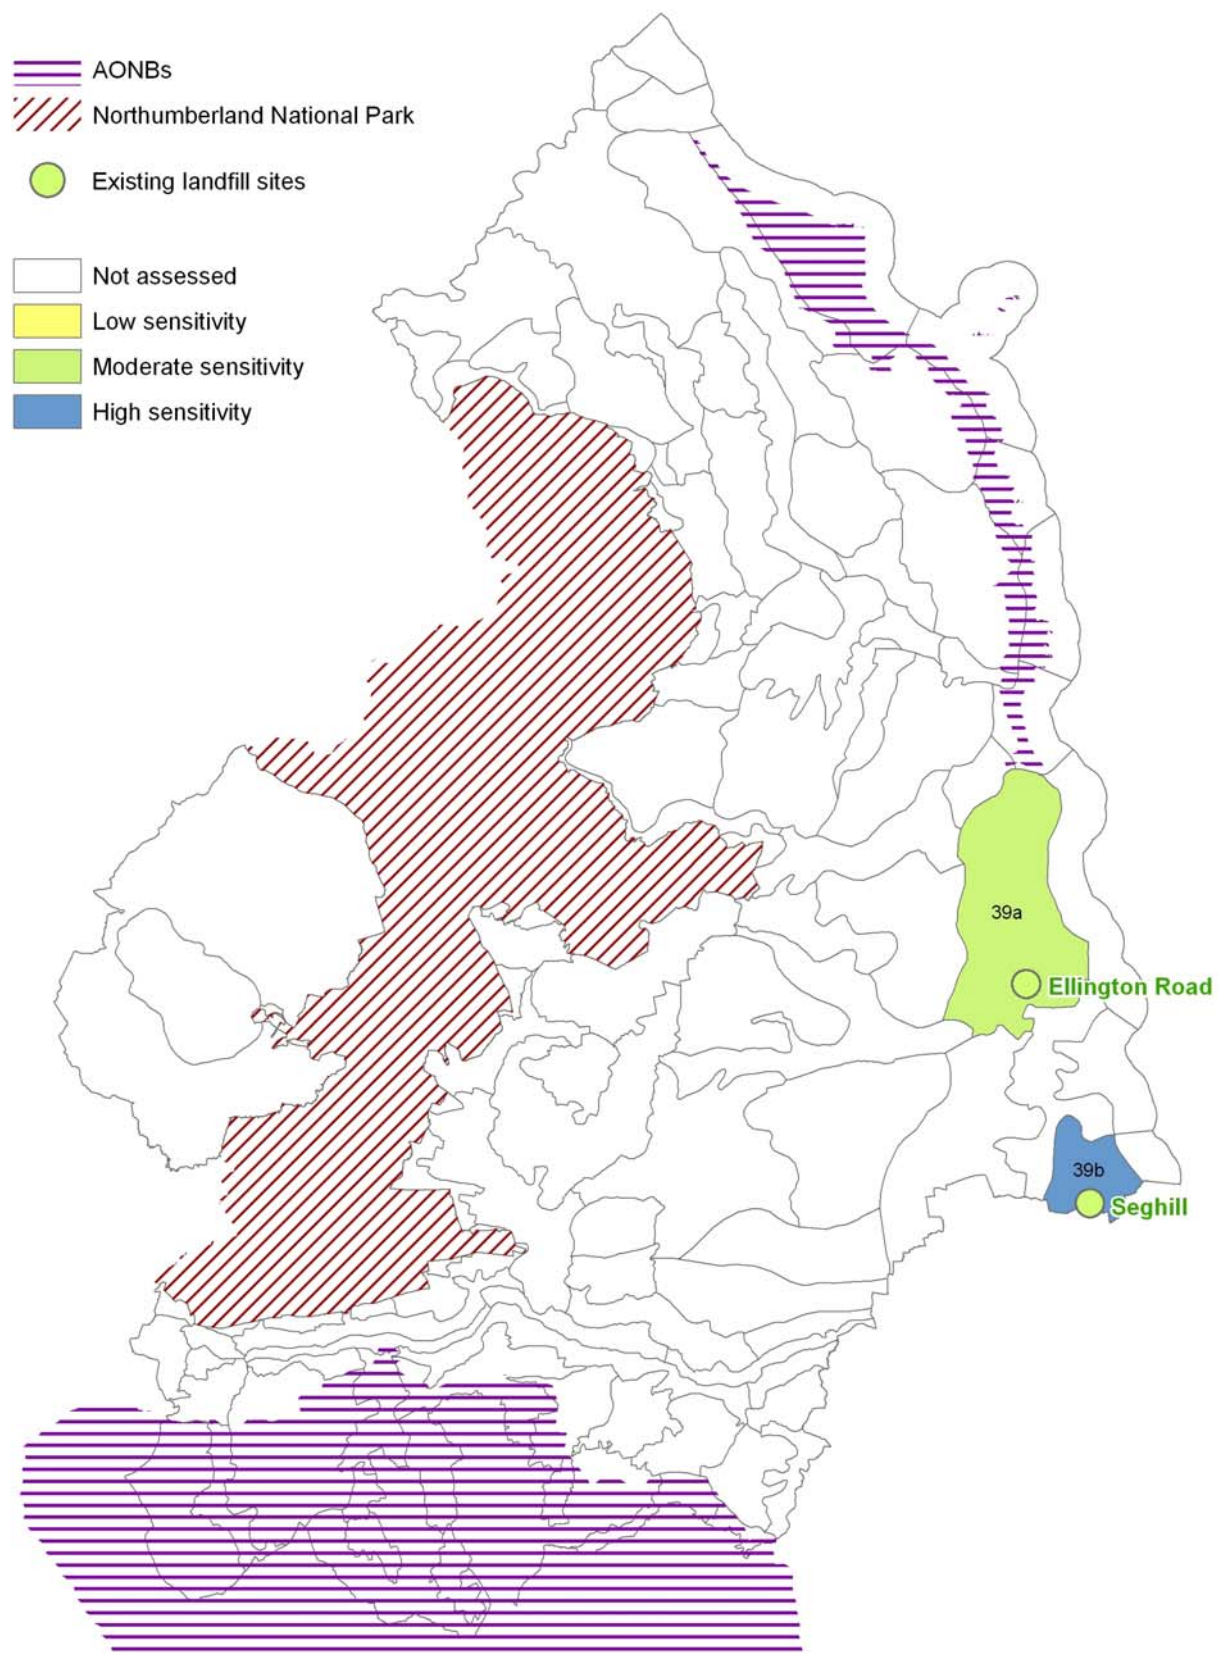 AONBs
Northumberland National Park
Existing landfill sites
Not assessed
Low sensitivity
Moderate sensitivity
High sensitivity
39a
Ellington Road
39b
Seghill